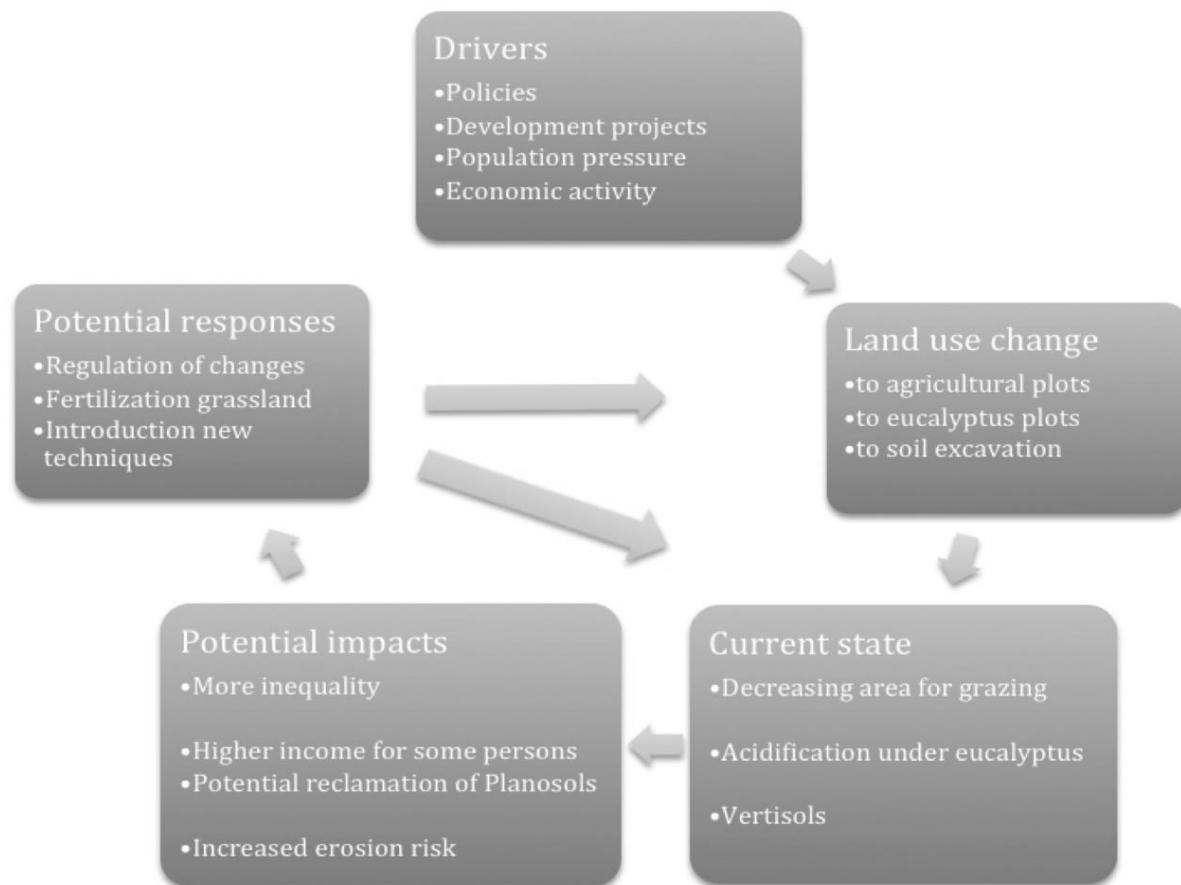 Drivers
•Policies
•Development projects
•Population pressure
•Economic activity
Potential responses
•Regulation of changes
•Fertilization grassland
•Introduction new
techniques
Land use change
•to agricultural plots
•to eucalyptus plots
•to soil excavation
Potential impacts
•More inequality
•Higher income for some persons
•Potential reclamation of Planosols
•Increased erosion risk
Current state
•Decreasing area for grazing
•Acidification under eucalyptus
•Vertisols